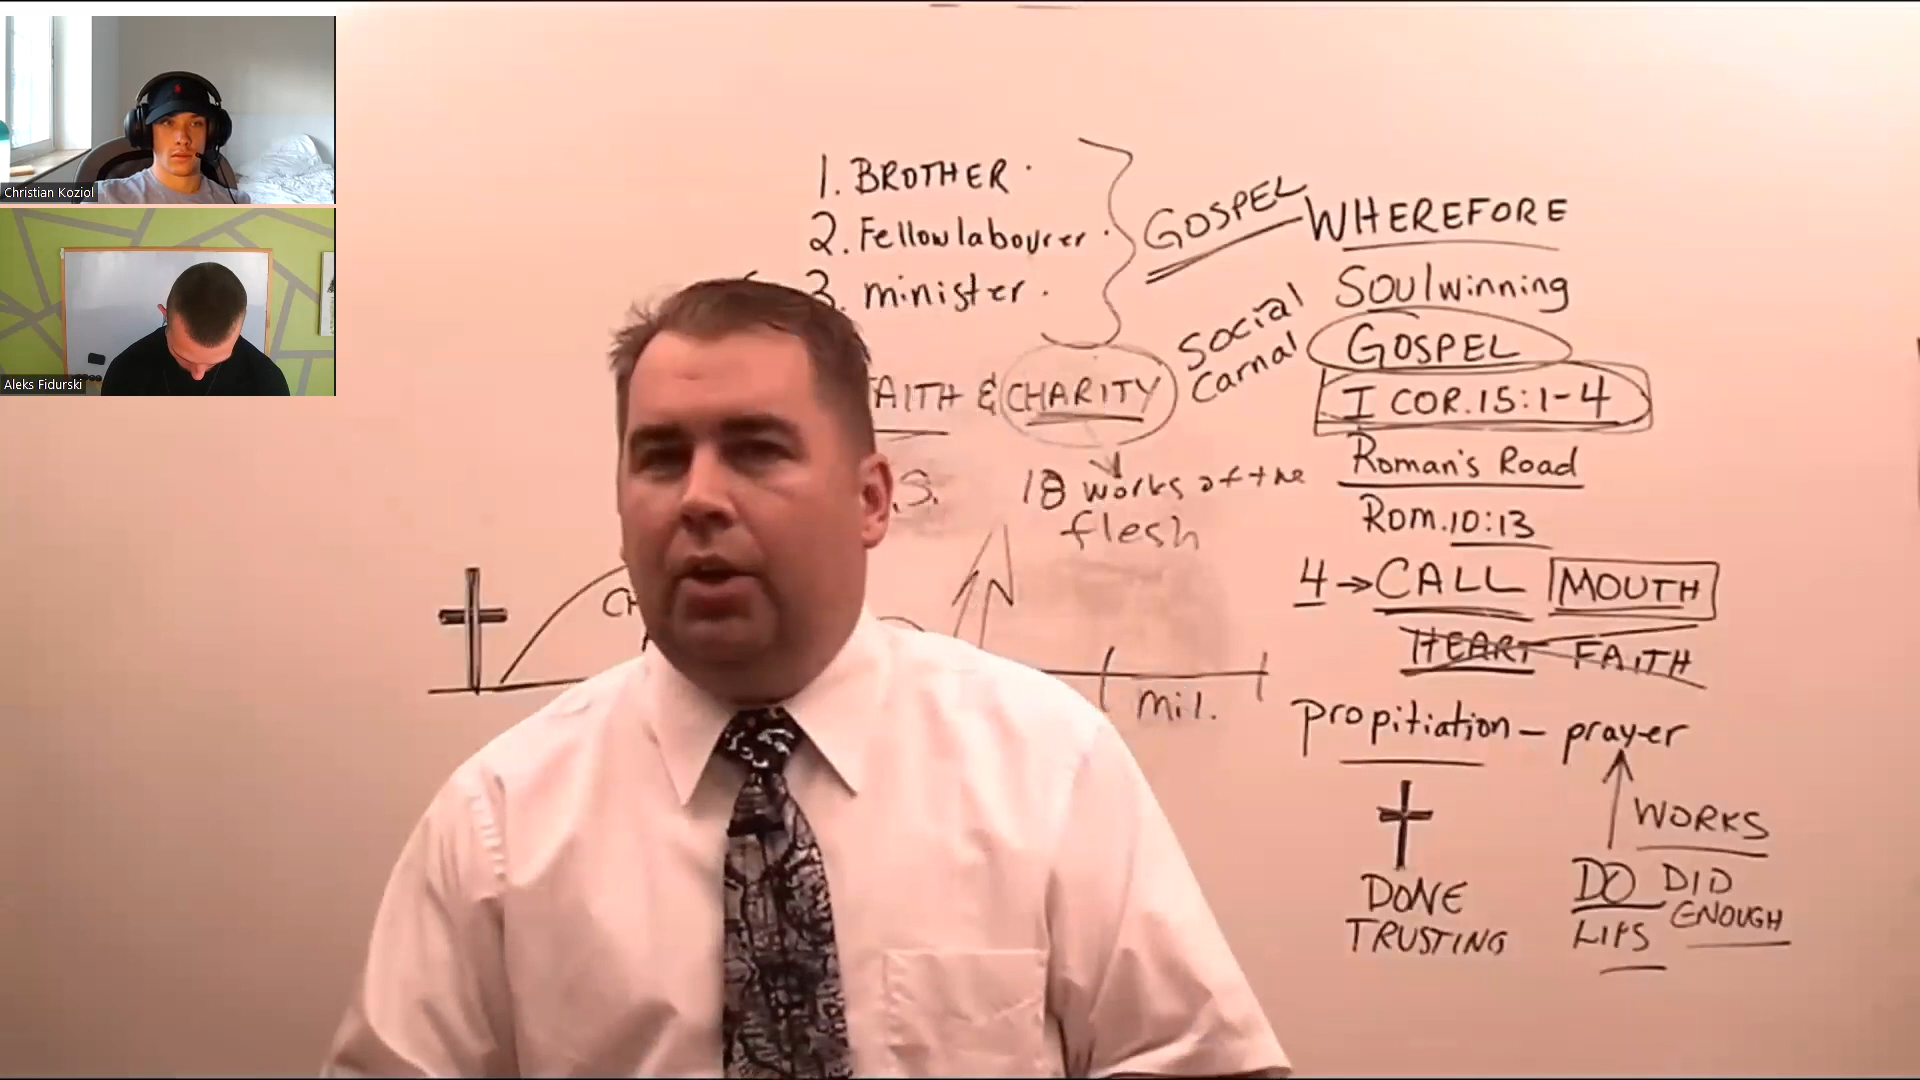 Christian Koziol
Aleks Fidurski
1. BROTHER.
2. Fellowlabourer.
3. minister.
GOSPEL
AITH & CHARITY
Social
Carnal
.S.
18 works of the
flesh
CH
mil.
WHEREFORE
Soulwinning
GOSPEL
I COR.15:1-4
Roman's Road
Rom.10:13
4→CALL MOUTH
HEART FAITH
propitiation - prayer
WORKS
DONE
TRUSTING
DO DID
ENOUGH
LIPS